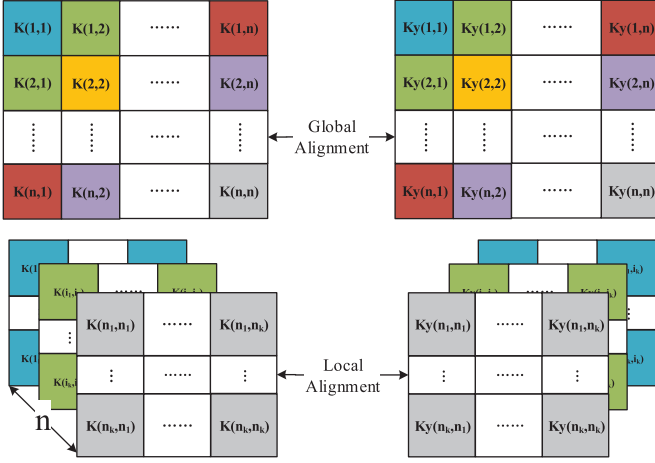 K(1,1) K(1,2) ...... K(1,n) Ky(1,1) Ky(1,2) ...... Ky(1,n)
K(2,1) K(2,2) ...... K(2,n) Ky(2,1) Ky(2,2) ...... Ky(2,n)
Global
Alignment
K(n,1) K(n,2) ...... K(n,n) Ky(n,1) Ky(n,2) ...... Ky(n,n)
K(n₁,n₁) ...... K(n₁,nₖ) Ky(n₁,n₁) ...... Ky(n₁,nₖ)
Local
Alignment
n
K(nₖ,n₁) ...... K(nₖ,nₖ) Ky(nₖ,n₁) ...... Ky(nₖ,nₖ)